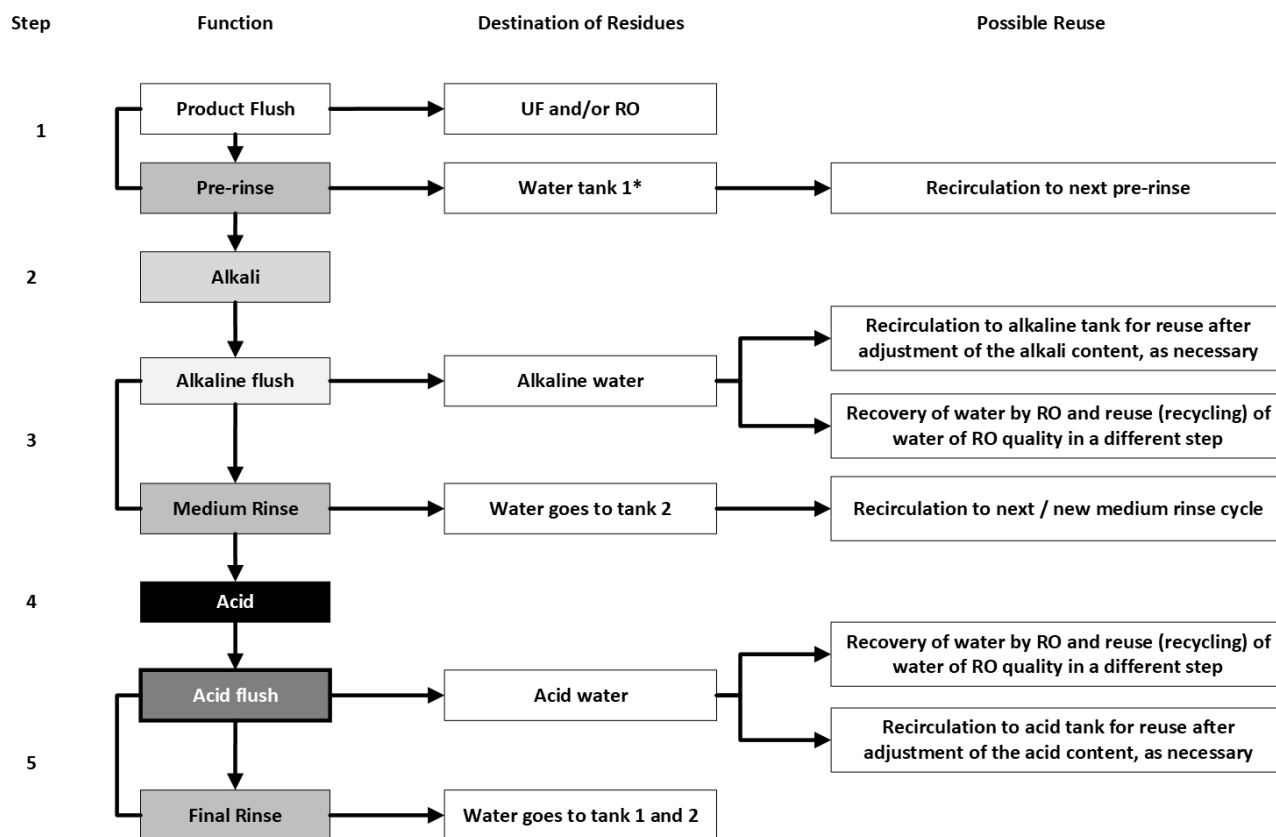 Step Function Destination of Residues Possible Reuse
1
Product Flush UF and/or RO
Pre-rinse Water tank 1* Recirculation to next pre-rinse
2
Alkali
Alkaline flush Alkaline water
Recirculation to alkaline tank for reuse after
adjustment of the alkali content, as necessary
Recovery of water by RO and reuse (recycling) of
water of RO quality in a different step
3
Medium Rinse Water goes to tank 2 Recirculation to next / new medium rinse cycle
4
Acid
Acid flush Acid water
Recovery of water by RO and reuse (recycling) of
water of RO quality in a different step
Recirculation to acid tank for reuse after
adjustment of the acid content, as necessary
5
Final Rinse Water goes to tank 1 and 2